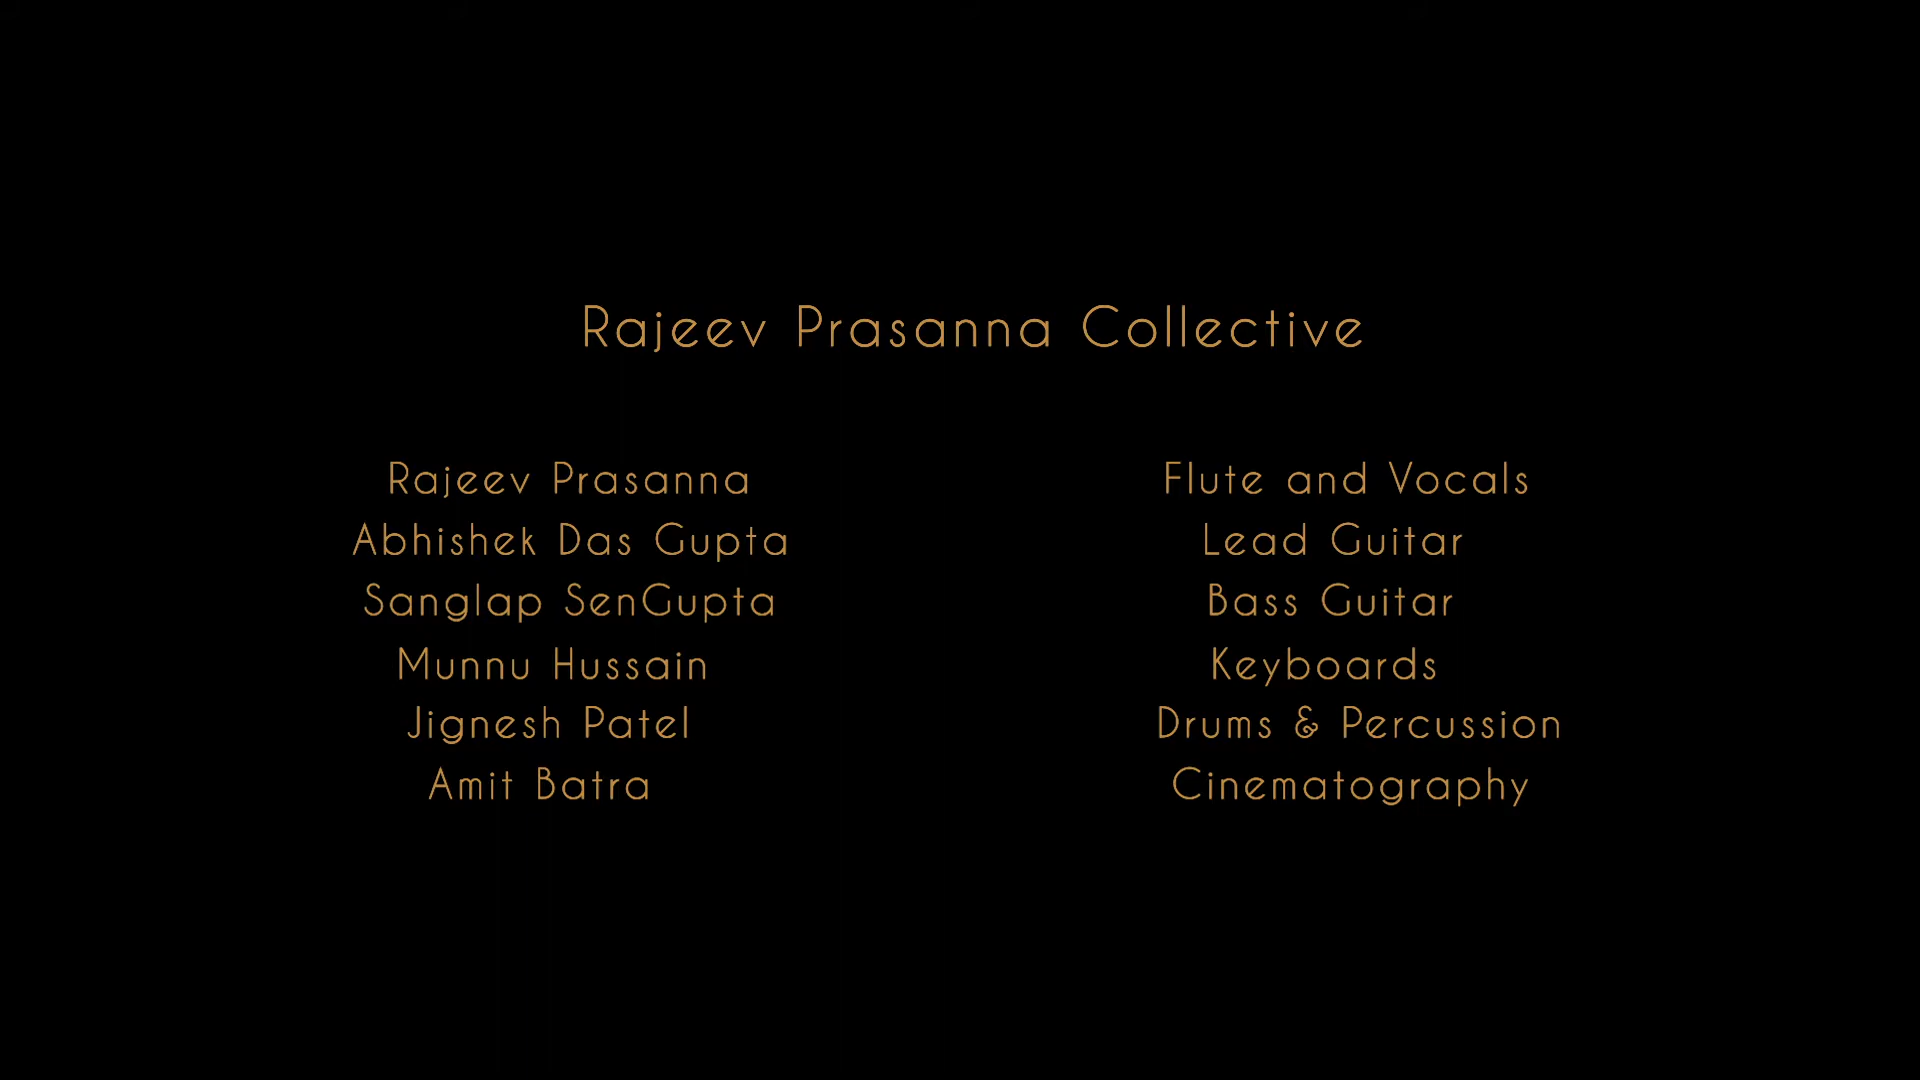 Rajeev Prasanna Collective
Rajeev Prasanna Flute and Vocals
Abhishek Das Gupta Lead Guitar
Sanglap SenGupta Bass Guitar
Munnu Hussain Keyboards
Jignesh Patel Drums & Percussion
Amit Batra Cinematography